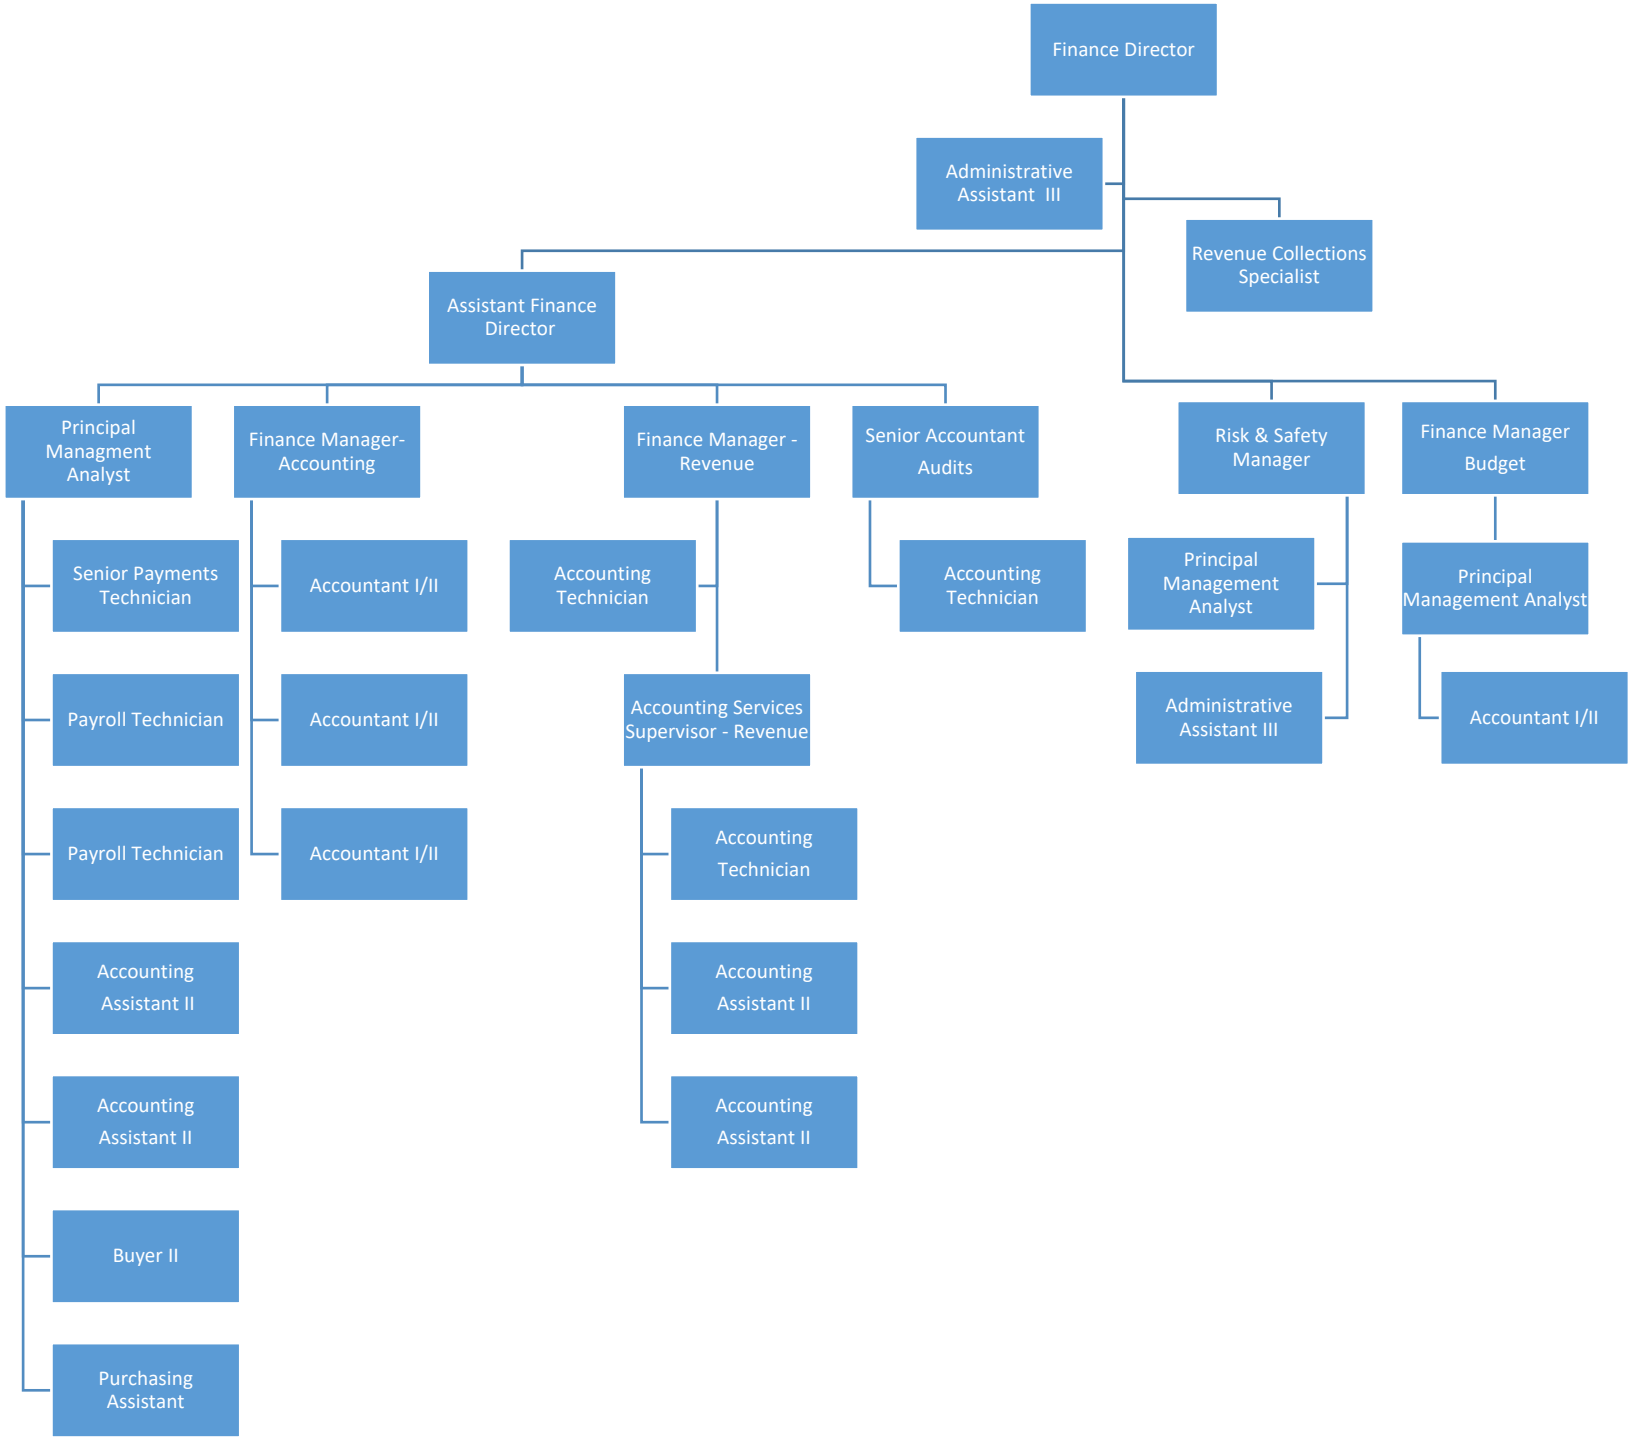 Finance Director
Administrative
Assistant III
Revenue Collections
Specialist
Assistant Finance
Director
Principal
Managment
Analyst
Finance Manager-
Accounting
Finance Manager -
Revenue
Senior Accountant
Audits
Risk & Safety
Manager
Finance Manager
Budget
Senior Payments
Technician
Accountant I/II
Accounting
Technician
Accounting
Technician
Principal
Management
Analyst
Principal
Management Analyst
Payroll Technician
Accountant I/II
Accounting Services
Supervisor - Revenue
Administrative
Assistant III
Accountant I/II
Payroll Technician
Accountant I/II
Accounting
Technician
Accounting
Assistant II
Accounting
Assistant II
Accounting
Assistant II
Accounting
Assistant II
Buyer II
Purchasing
Assistant